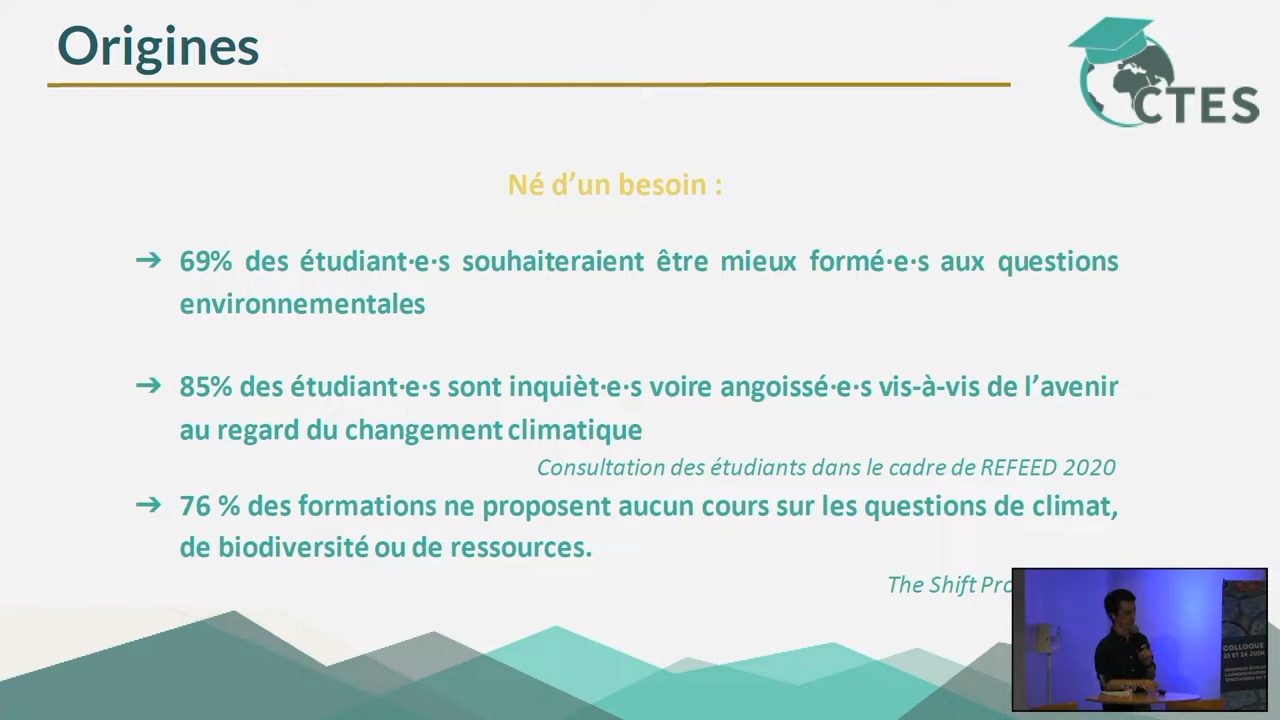 Origines
CTES
Né d’un besoin :
➔ 69% des étudiant·e·s souhaiteraient être mieux formé·e·s aux questions
environnementales
➔ 85% des étudiant·e·s sont inquièt·e·s voire angoissé·e·s vis-à-vis de l’avenir
au regard du changement climatique
Consultation des étudiants dans le cadre de REFEED 2020
➔ 76 % des formations ne proposent aucun cours sur les questions de climat,
de biodiversité ou de ressources.
The Shift
COLLOQUE